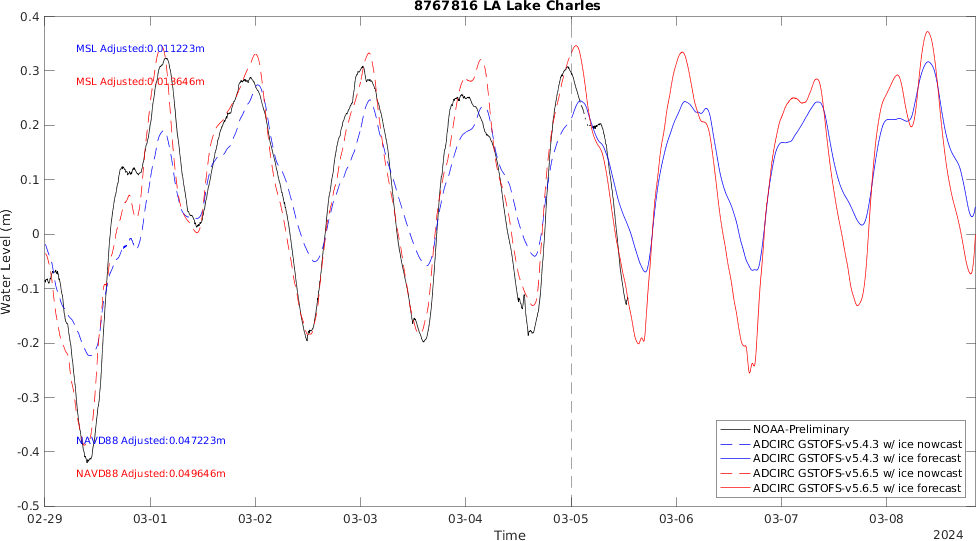 8767816 LA Lake Charles
0.4
0.3
0.2
0.1
0
-0.1
-0.2
-0.3
-0.4
-0.5
Water Level (m)
MSL Adjusted:0.011223m
MSL Adjusted:0.013646m
NAVD88 Adjusted:0.047223m
NAVD88 Adjusted:0.049646m
NOAA-Preliminary
ADCIRC GSTOFS-v5.4.3 w/ ice nowcast
ADCIRC GSTOFS-v5.4.3 w/ ice forecast
ADCIRC GSTOFS-v5.6.5 w/ ice nowcast
ADCIRC GSTOFS-v5.6.5 w/ ice forecast
02-29 03-01 03-02 03-03 03-04 03-05 03-06 03-07 03-08
Time
2024